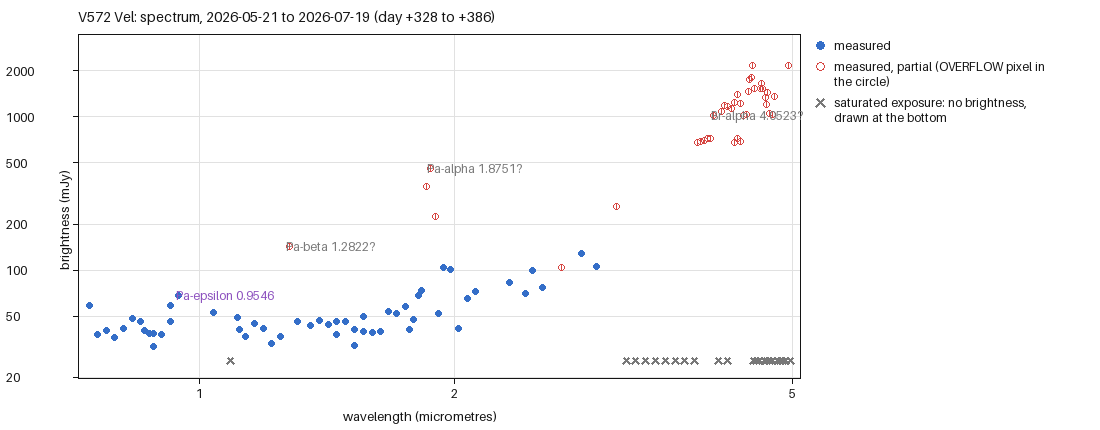 V572 Vel: spectrum, 2026-05-21 to 2026-07-19 (day +328 to +386)
measured
measured, partial (OVERFLOW pixel in
the circle)
saturated exposure: no brightness,
drawn at the bottom
2000
1000
500
200
100
50
20
brightness (mJy)
Br-alpha 4.0523?
Pa-alpha 1.8751?
Pa-beta 1.2822?
Pa-epsilon 0.9546
1
2
5
wavelength (micrometres)